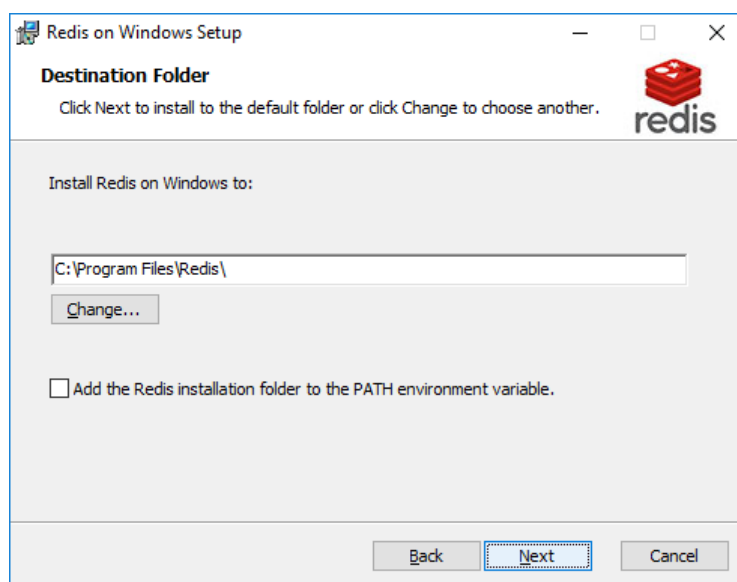 Redis on Windows Setup
Destination Folder
Click Next to install to the default folder or click Change to choose another.
redis
Install Redis on Windows to:
C:\Program Files\Redis\
Change...
Add the Redis installation folder to the PATH environment variable.
Back Next Cancel